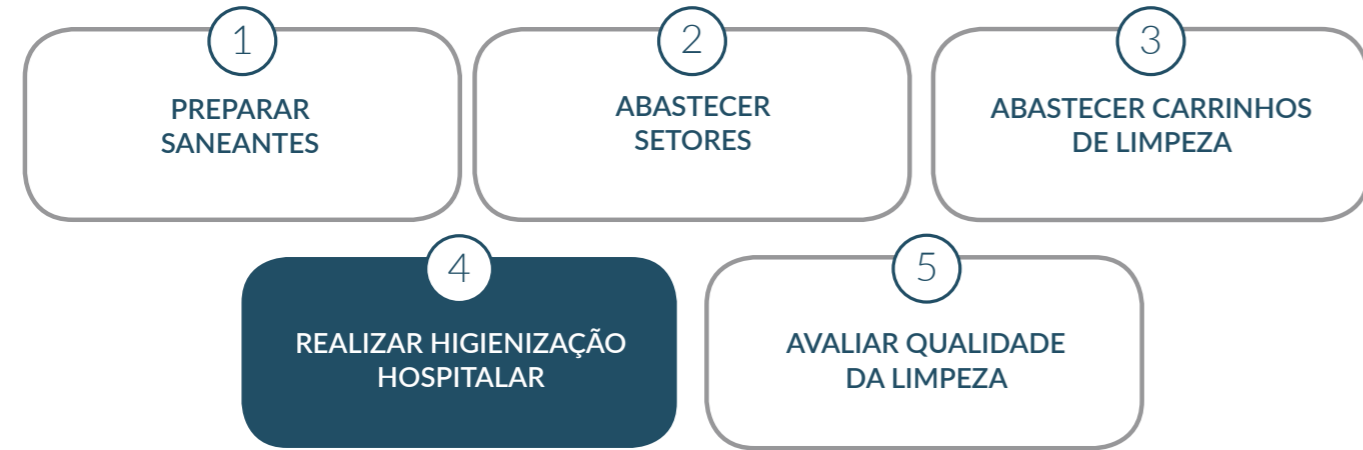 1
PREPARAR
SANEANTES
2
ABASTECER
SETORES
3
ABASTECER CARRINHOS
DE LIMPEZA
4
REALIZAR HIGIENIZAÇÃO
HOSPITALAR
5
AVALIAR QUALIDADE
DA LIMPEZA